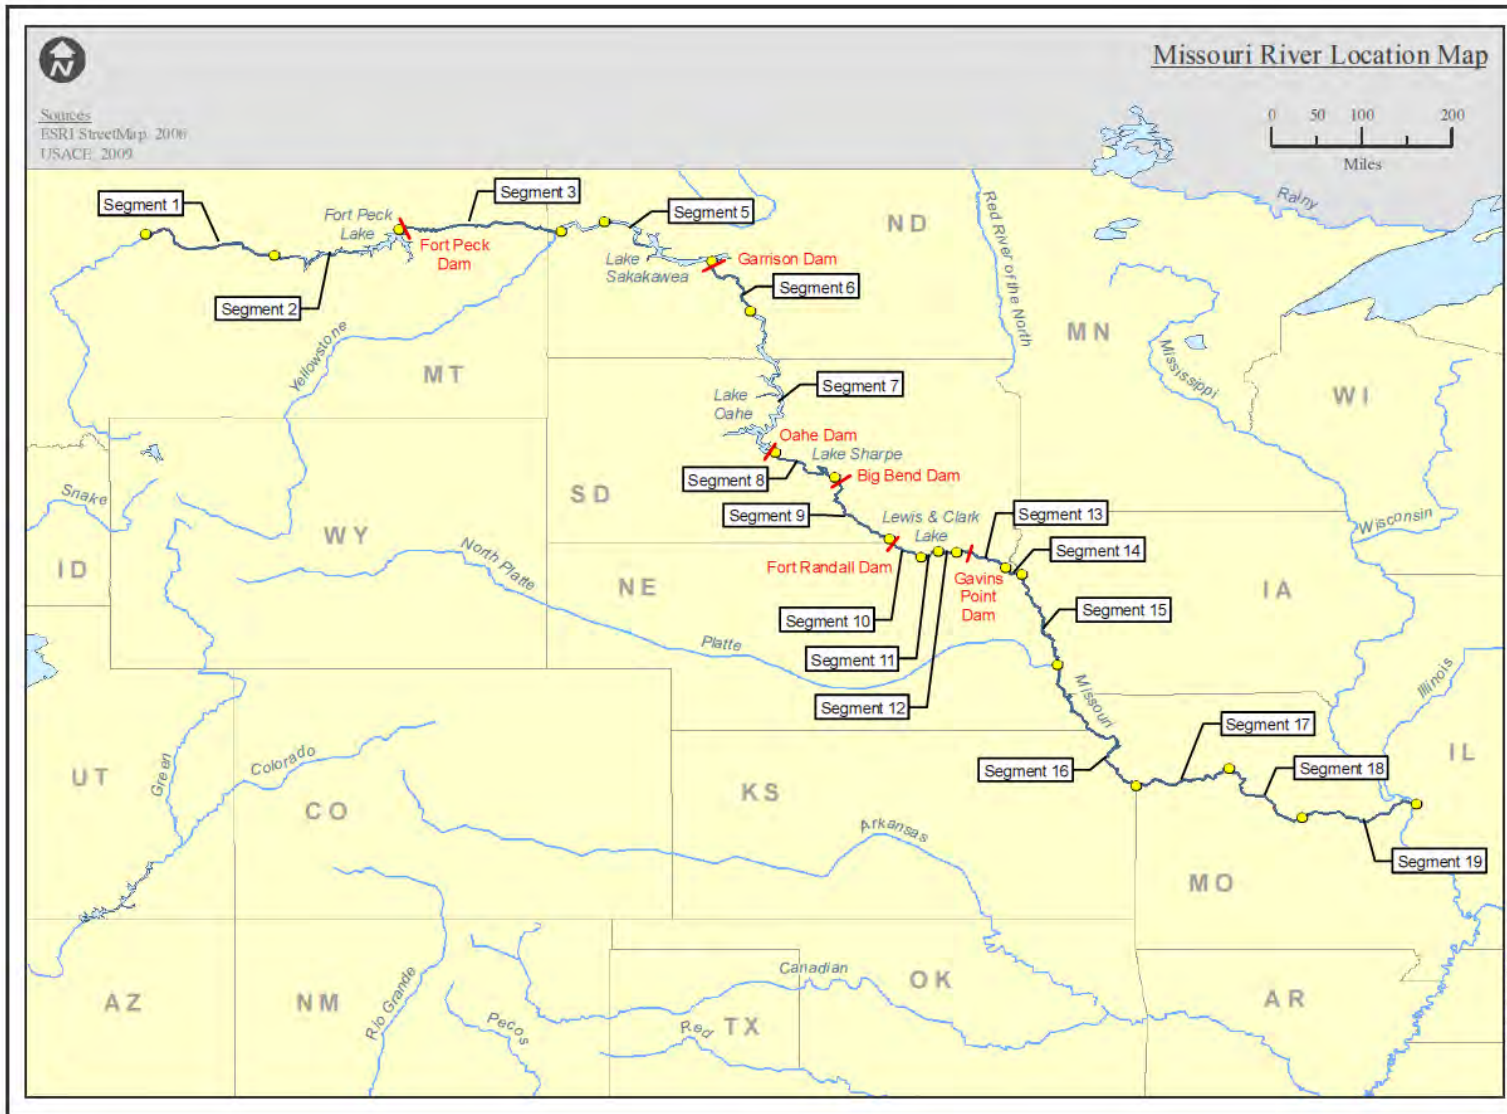 Missouri River Location Map
N
Sources
ESRI StreetMap, 2006
USACE, 2009
0 50 100 200
Miles
Rainy
Segment 1
Fort Peck
Lake
Segment 3
Segment 5
ND
Red River of the North
Fort Peck
Dam
Lake
Sakakawea
Garrison Dam
Segment 6
Segment 2
MN
Mississippi
Yellowstone
MT
Segment 7
Lake
Oahe
WI
Oahe Dam
Lake Sharpe
Segment 8
Big Bend Dam
SD
Snake
Segment 9
Lewis & Clark
Lake
Segment 13
Wisconsin
WY
North Platte
Segment 14
ID
Fort Randall Dam
NE
Gavins
Point
Dam
IA
Segment 10
Segment 15
Platte
Segment 11
Segment 12
Missouri
Illinois
Segment 17
UT
Green
Colorado
Segment 16
Segment 18
IL
KS
CO
Arkansas
Segment 19
MO
Canadian
OK
AZ
NM
Rio Grande
Pecos
Red
TX
AR